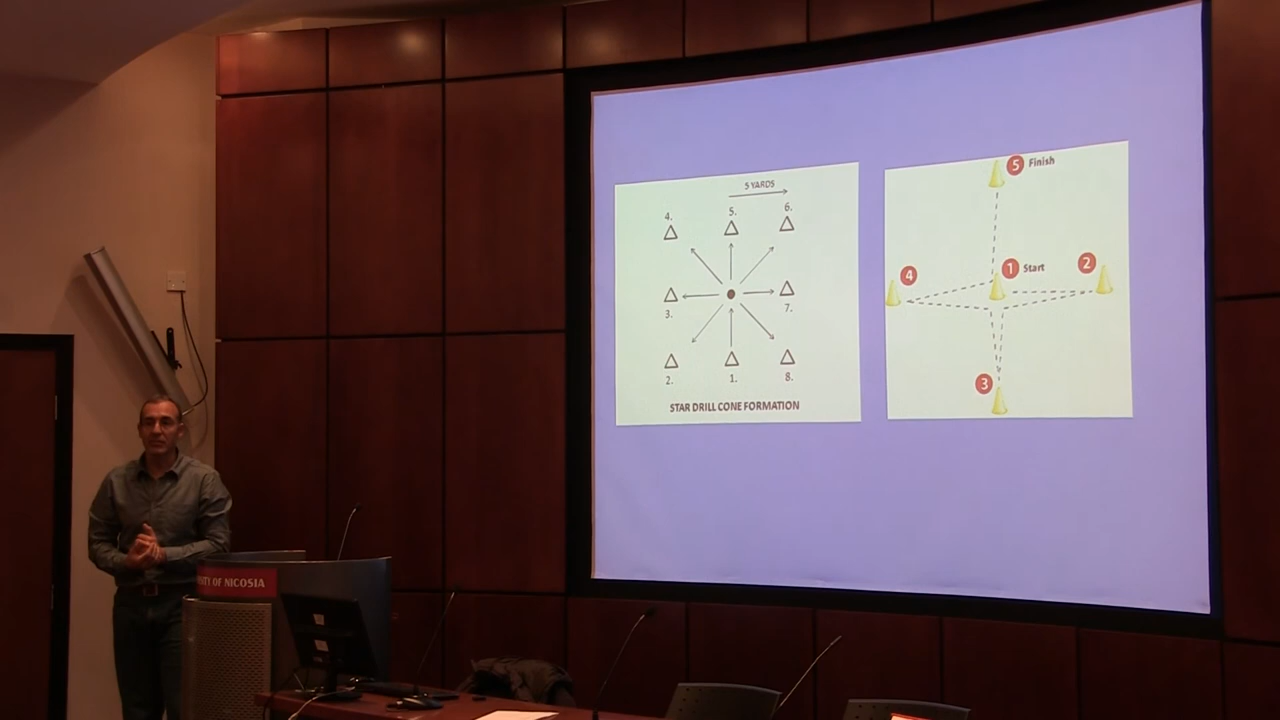 5 YARDS
4.
5.
6.
3.
7.
2.
1.
8.
STAR DRILL CONE FORMATION
5 Finish
4
1 Start
2
3
SITY OF NICOSIA